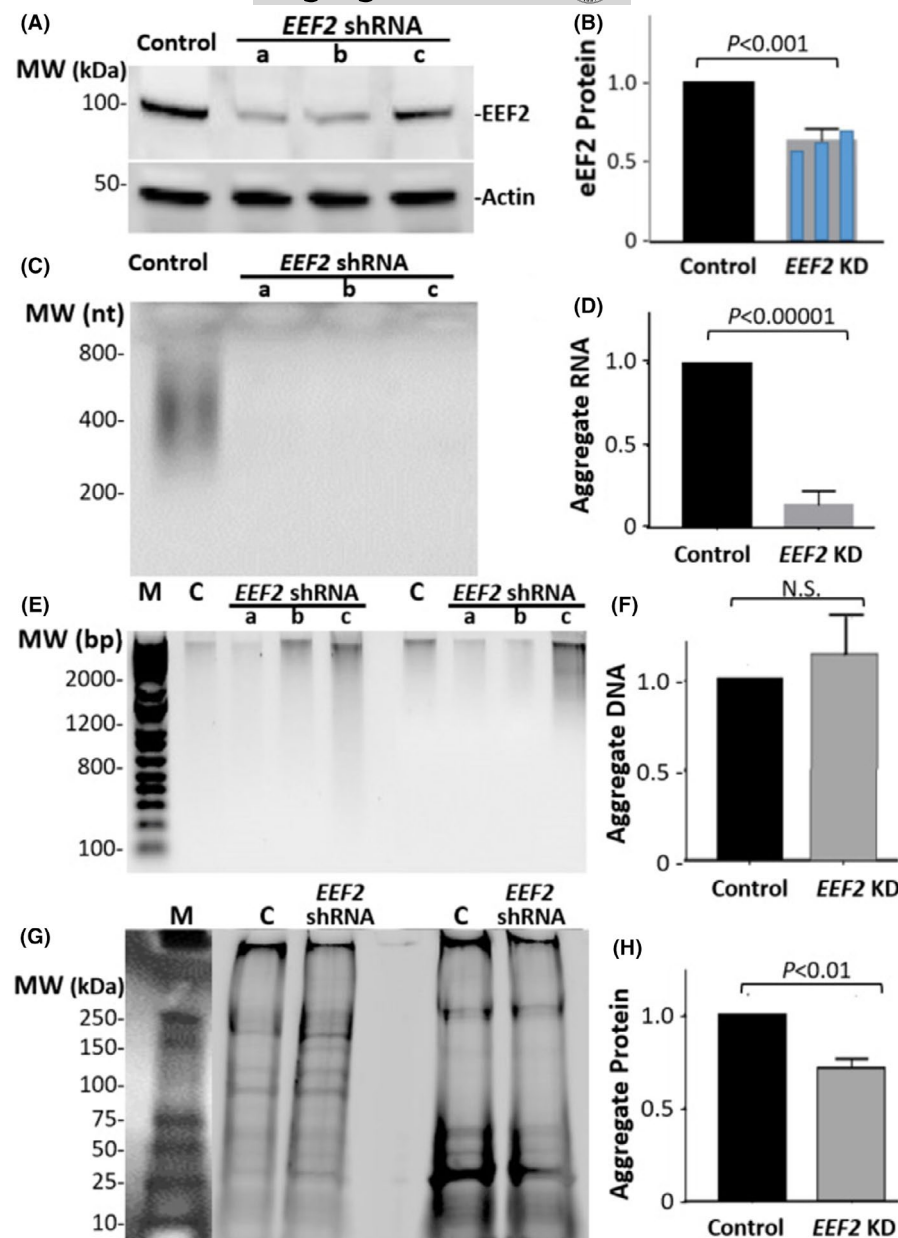 (A)
Control
EEF2 shRNA
a b c
MW (kDa)
100-
-EEF2
50-
-Actin
(B)
P<0.001
eEF2 Protein
1.0
0.5
0
Control EEF2 KD
(C)
Control
EEF2 shRNA
a b c
MW (nt)
800-
400-
200-
(D)
P<0.00001
Aggregate RNA
1.0
0.5
0
Control EEF2 KD
(E)
M C EEF2 shRNA C EEF2 shRNA
a b c a b c
MW (bp)
2000-
1200-
800-
100-
(F)
N.S.
Aggregate DNA
1.0
0.5
0
Control EEF2 KD
(G)
M C EEF2 shRNA C EEF2 shRNA
MW (kDa)
250-
150-
100-
75-
50-
25-
10-
(H)
P<0.01
Aggregate Protein
1.0
0.5
0
Control EEF2 KD